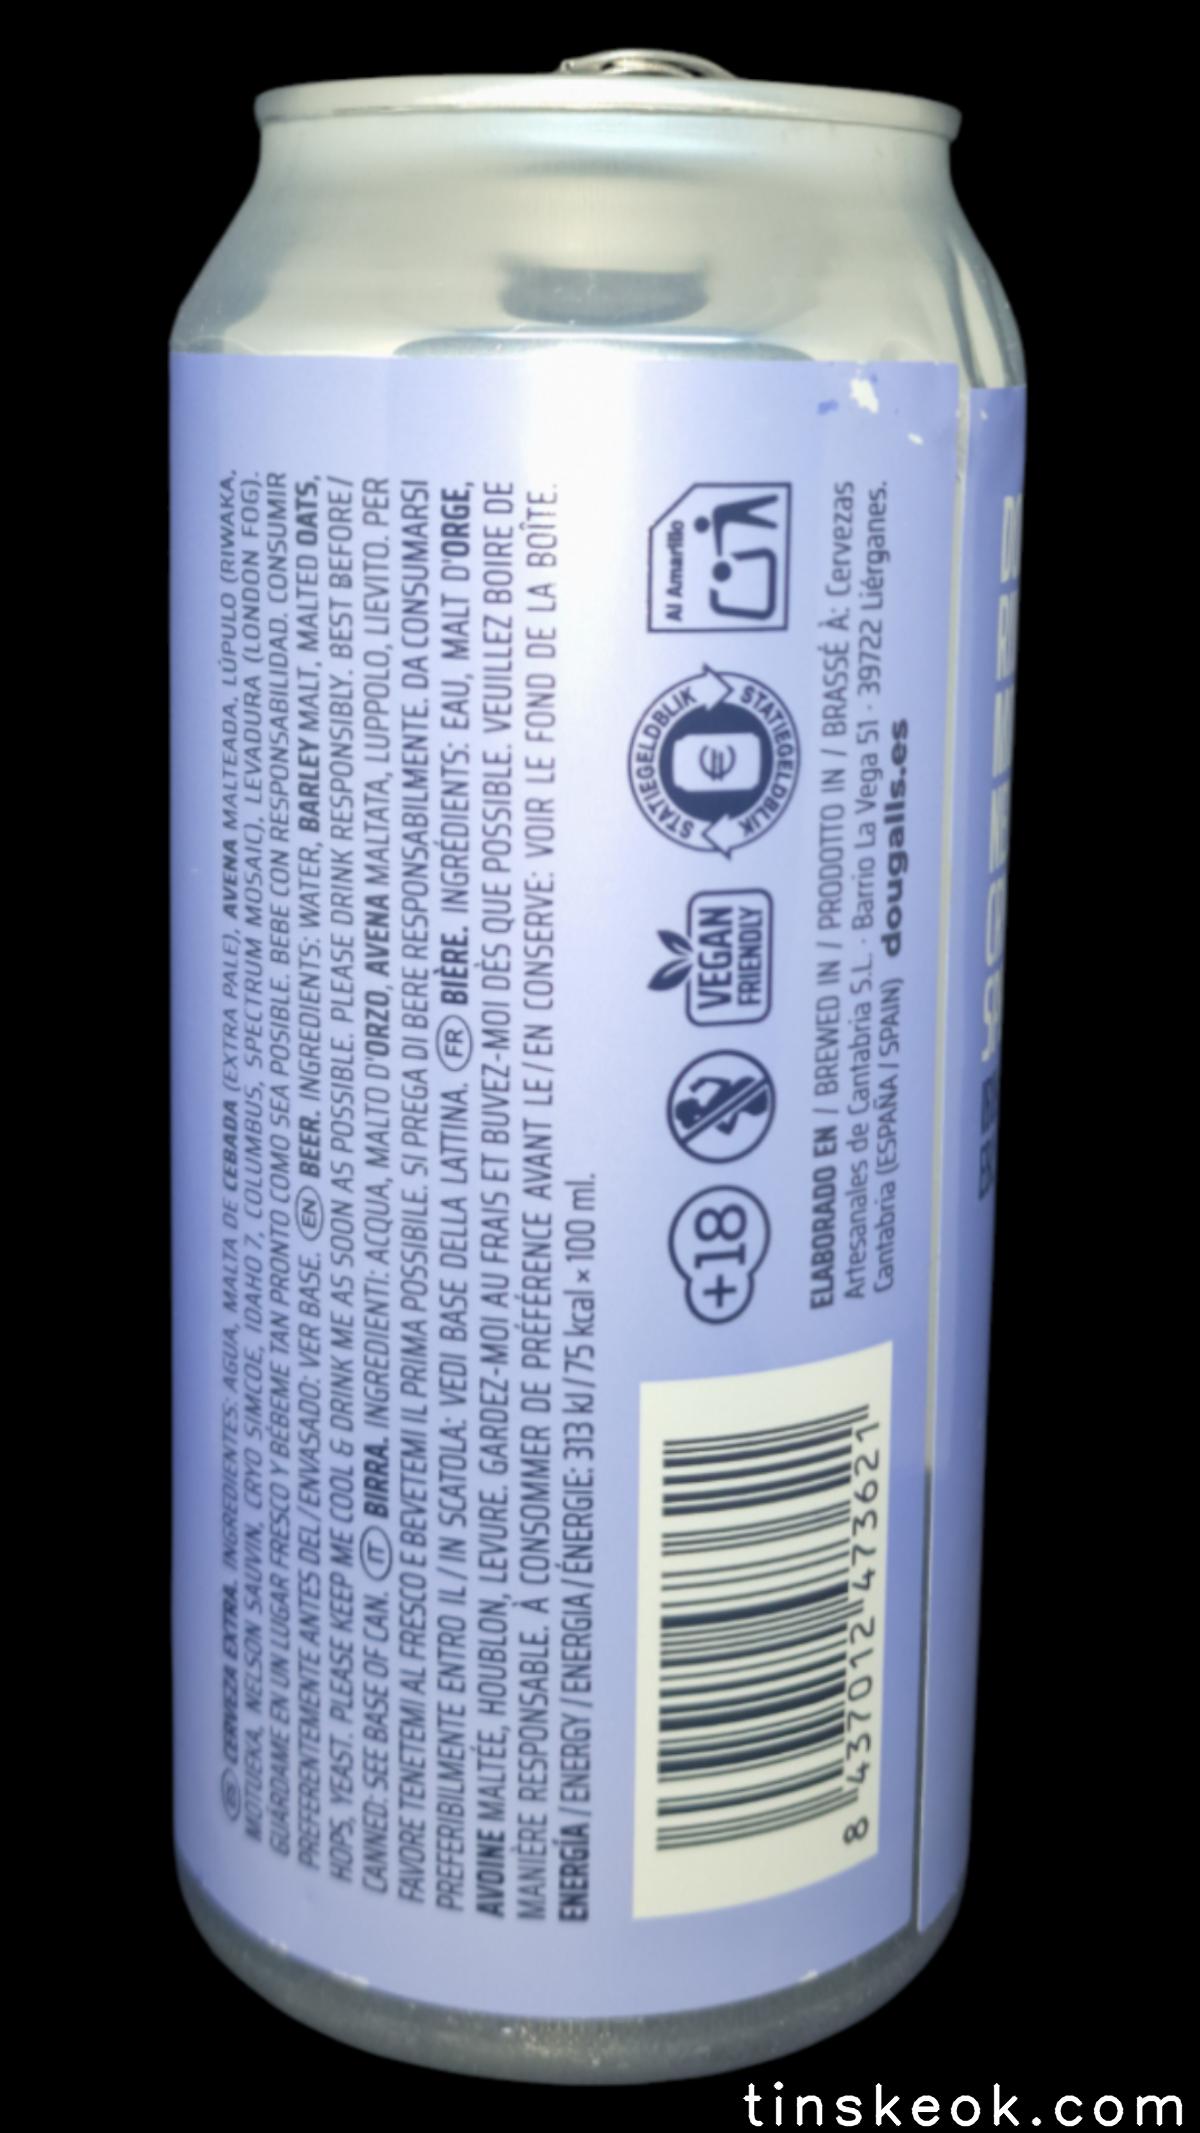 ES CERVEZA EXTRA. INGREDIENTES: AGUA, MALTA DE CEBADA (EXTRA PALE), AVENA MALTEADA, LÚPULO (RIWAKA,
MOTUEKA, NELSON SAUVIN, CRYO SIMCOE, IDAHO 7, COLUMBUS, SPECTRUM MOSAIC), LEVADURA (LONDON FOG).
GUÁRDAME EN UN LUGAR FRESCO Y BÉBEME TAN PRONTO COMO SEA POSIBLE. BEBE CON RESPONSABILIDAD. CONSUMIR
PREFERENTEMENTE ANTES DEL/ENVASADO: VER BASE. EN BEER. INGREDIENTS: WATER, BARLEY MALT, MALTED OATS,
HOPS, YEAST. PLEASE KEEP ME COOL & DRINK ME AS SOON AS POSSIBLE. PLEASE DRINK RESPONSIBLY. BEST BEFORE/
CANNED: SEE BASE OF CAN. IT BIRRA. INGREDIENTI: ACQUA, MALTO D'ORZO, AVENA MALTATA, LUPPOLO, LIEVITO. PER
FAVORE TENETEMI AL FRESCO E BEVETEMI IL PRIMA POSSIBILE. SI PREGA DI BERE RESPONSABILMENTE. DA CONSUMARSI
PREFERIBILMENTE ENTRO IL/IN SCATOLA: VEDI BASE DELLA LATTINA. FR BIÈRE. INGRÉDIENTS: EAU, MALT D'ORGE,
AVOINE MALTÉE, HOUBLON, LEVURE. GARDEZ-MOI AU FRAIS ET BUVEZ-MOI DÈS QUE POSSIBLE. VEUILLEZ BOIRE DE
MANIÈRE RESPONSABLE. À CONSOMMER DE PRÉFÉRENCE AVANT LE/EN CONSERVE: VOIR LE FOND DE LA BOÎTE.
ENERGÍA/ENERGY/ENERGIA/ÉNERGIE: 313 kJ/75 kcal × 100 ml.
+18
VEGAN
FRIENDLY
STATIEGELDBLIK
STATIEGELDBLIK
€
Al Amarillo
ELABORADO EN / BREWED IN / PRODOTTO IN / BRASSÉ À: Cervezas
Artesanales de Cantabria S.L. · Barrio La Vega 51 · 39722 Liérganes.
Cantabria (ESPAÑA/SPAIN) dougalls.es
8 437012 473621
tinskeok.com